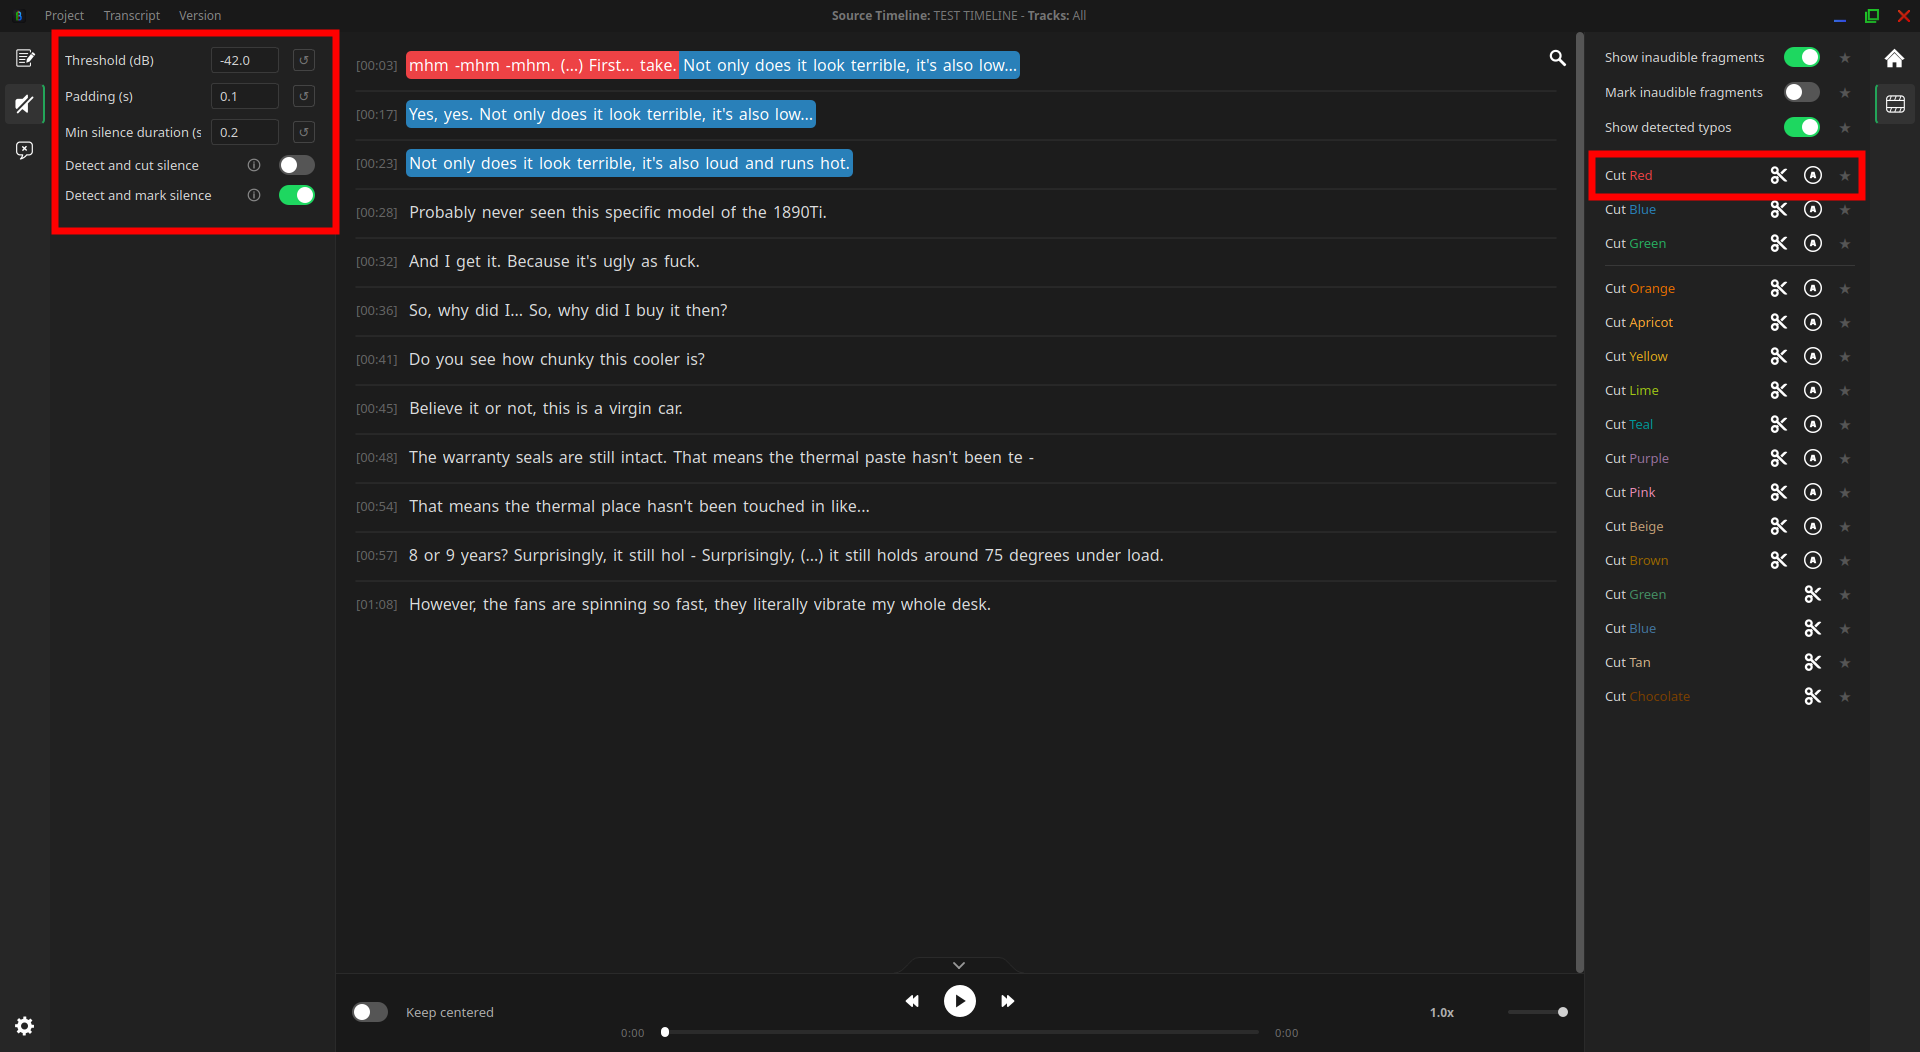 Project Transcript Version
Source Timeline: TEST TIMELINE - Tracks: All
Threshold (dB) -42.0
Padding (s) 0.1
Min silence duration (s 0.2
Detect and cut silence
Detect and mark silence
[00:03] mhm -mhm -mhm. (...) First... take. Not only does it look terrible, it's also low...
[00:17] Yes, yes. Not only does it look terrible, it's also low...
[00:23] Not only does it look terrible, it's also loud and runs hot.
[00:28] Probably never seen this specific model of the 1890Ti.
[00:32] And I get it. Because it's ugly as fuck.
[00:36] So, why did I... So, why did I buy it then?
[00:41] Do you see how chunky this cooler is?
[00:45] Believe it or not, this is a virgin car.
[00:48] The warranty seals are still intact. That means the thermal paste hasn't been te -
[00:54] That means the thermal place hasn't been touched in like...
[00:57] 8 or 9 years? Surprisingly, it still hol - Surprisingly, (...) it still holds around 75 degrees under load.
[01:08] However, the fans are spinning so fast, they literally vibrate my whole desk.
Show inaudible fragments
Mark inaudible fragments
Show detected typos
Cut Red A
Cut Blue A
Cut Green A
Cut Orange A
Cut Apricot A
Cut Yellow A
Cut Lime A
Cut Teal A
Cut Purple A
Cut Pink A
Cut Beige A
Cut Brown A
Cut Green
Cut Blue
Cut Tan
Cut Chocolate
Keep centered
0:00
0:00
1.0x